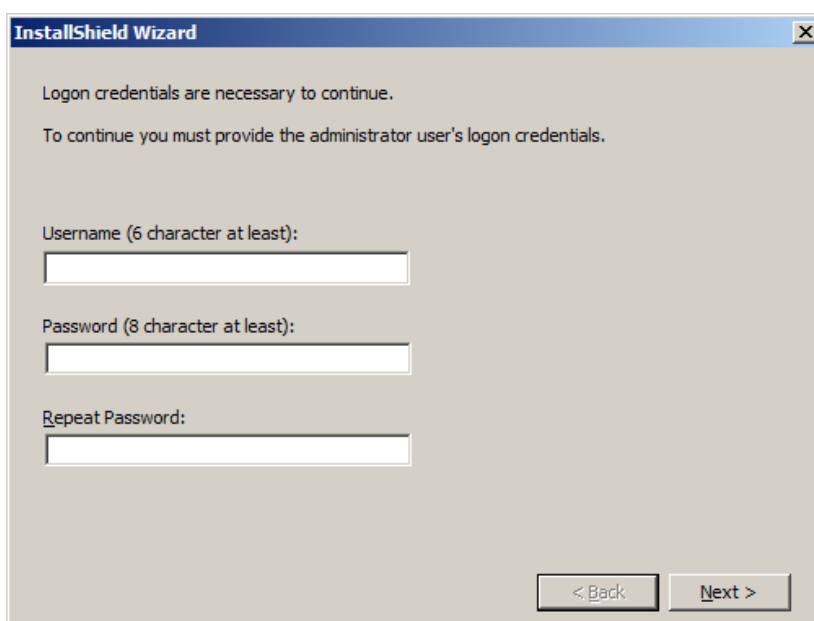 InstallShield Wizard
Logon credentials are necessary to continue.
To continue you must provide the administrator user's logon credentials.
Username (6 character at least):
Password (8 character at least):
Repeat Password:
< Back Next >